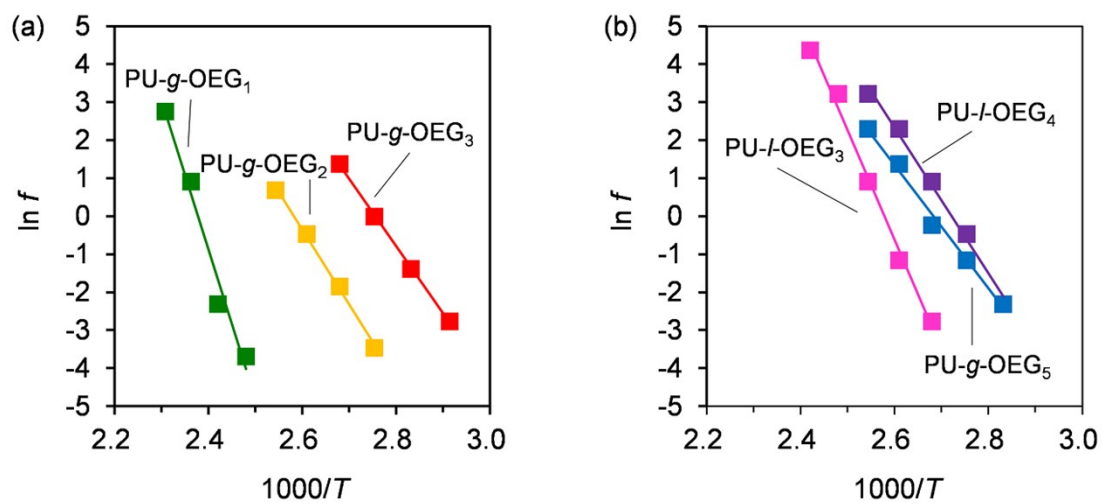 (a)
5
4
3
2
1
0
-1
-2
-3
-4
-5
ln f
2.2 2.4 2.6 2.8 3.0
1000/T
PU-g-OEG1
PU-g-OEG2
PU-g-OEG3
(b)
5
4
3
2
1
0
-1
-2
-3
-4
-5
ln f
2.2 2.4 2.6 2.8 3.0
1000/T
PU-l-OEG3
PU-l-OEG4
PU-g-OEG5